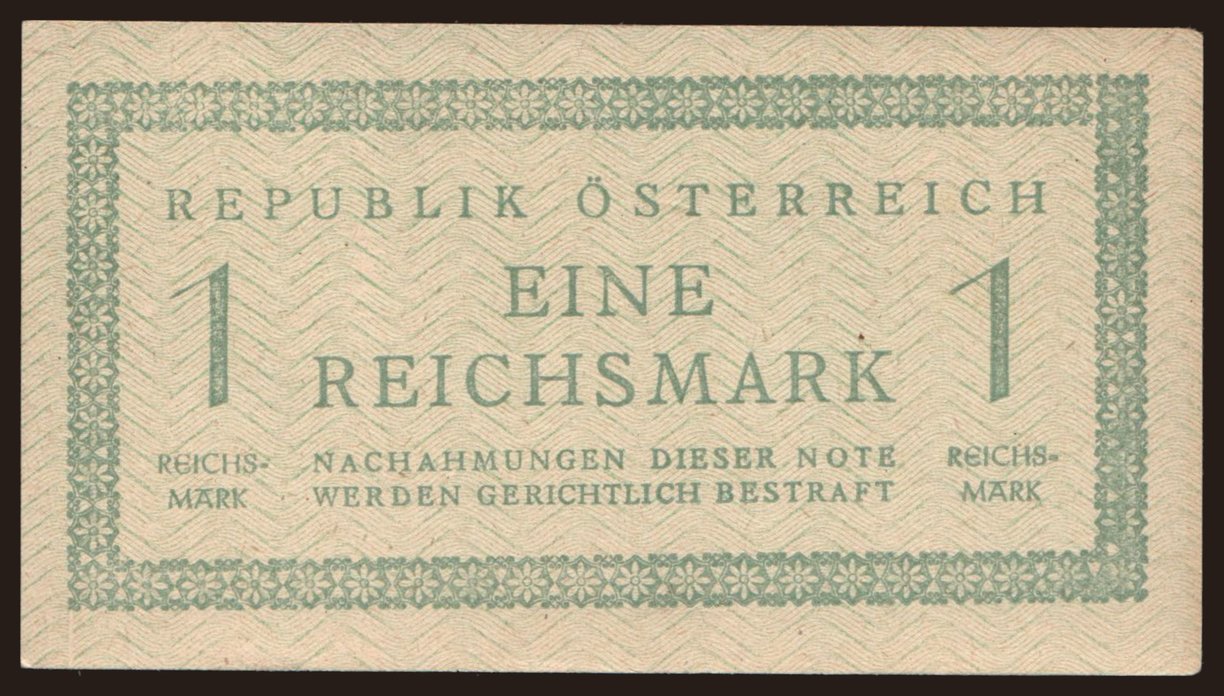 REPUBLIK ÖSTERREICH
1 EINE 1
REICHSMARK
REICHS- NACHAHMUNGEN DIESER NOTE REICHS-
MARK WERDEN GERICHTLICH BESTRAFT MARK